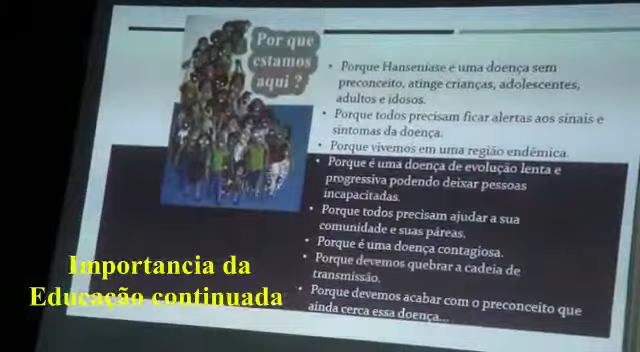 Por que
estamos
aqui ?
• Porque Hanseníase é uma doença sem
preconceito, atinge crianças, adolescentes,
adultos e idosos.
• Porque todos precisam ficar alertas aos sinais e
sintomas da doença.
• Porque vivemos em uma região endêmica.
• Porque é uma doença de evolução lenta e
progressiva podendo deixar pessoas
incapacitadas.
• Porque todos precisam ajudar a sua
comunidade e suas páreas.
• Porque é uma doença contagiosa.
• Porque devemos quebrar a cadeia de
transmissão.
• Porque devemos acabar com o preconceito que
ainda cerca essa doença...
Importancia da
Educação continuada